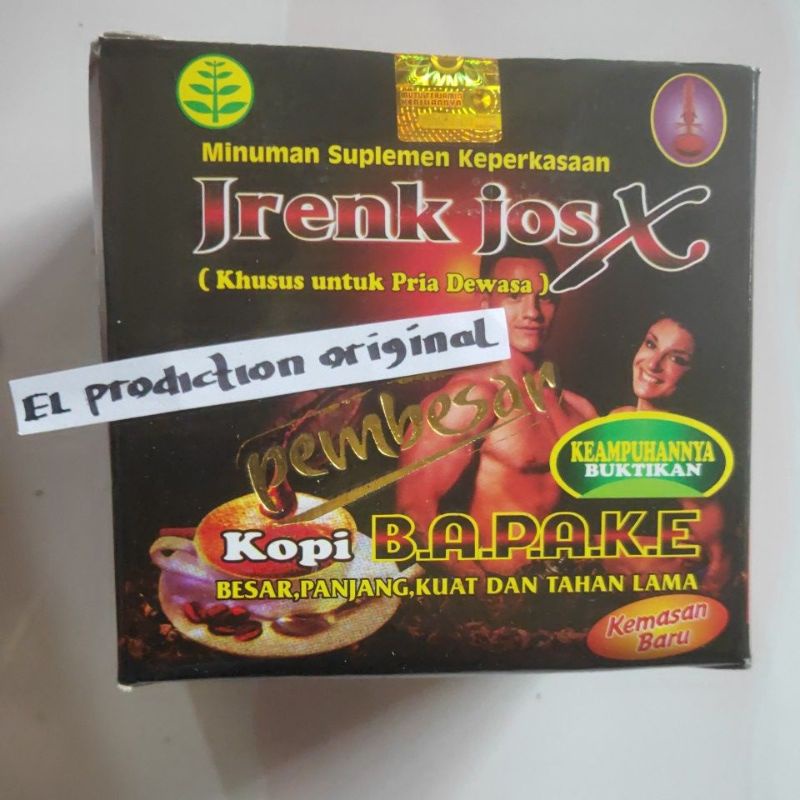 Minuman Suplemen Keperkasaan
Jrenk jos X
( Khusus untuk Pria Dewasa )
EL prodiction original
pembesar
KEAMPUHANNYA
BUKTIKAN
Kopi B.A.P.A.K.E
BESAR,PANJANG,KUAT DAN TAHAN LAMA
Kemasan
Baru